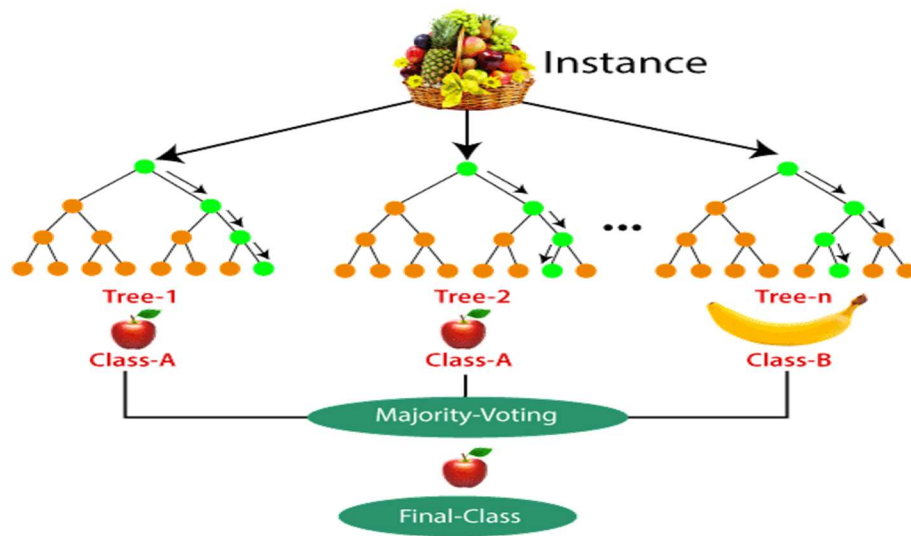 Instance
...
Tree-1
Tree-2
Tree-n
Class-A
Class-A
Class-B
Majority-Voting
Final-Class